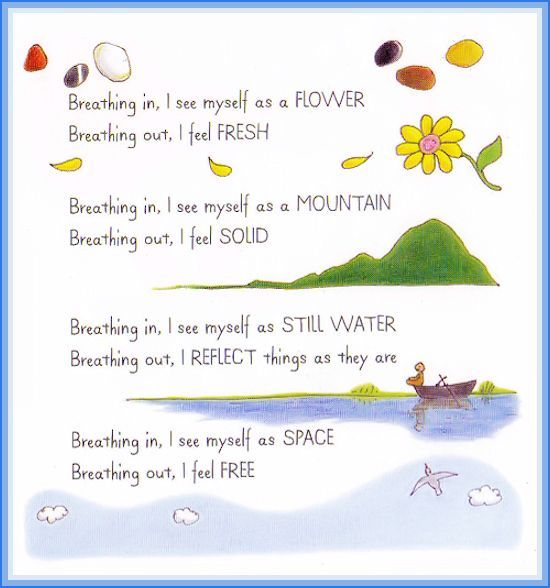 Breathing in, I see myself as a FLOWER
Breathing out, I feel FRESH
Breathing in, I see myself as a MOUNTAIN
Breathing out, I feel SOLID
Breathing in, I see myself as STILL WATER
Breathing out, I REFLECT things as they are
Breathing in, I see myself as SPACE
Breathing out, I feel FREE